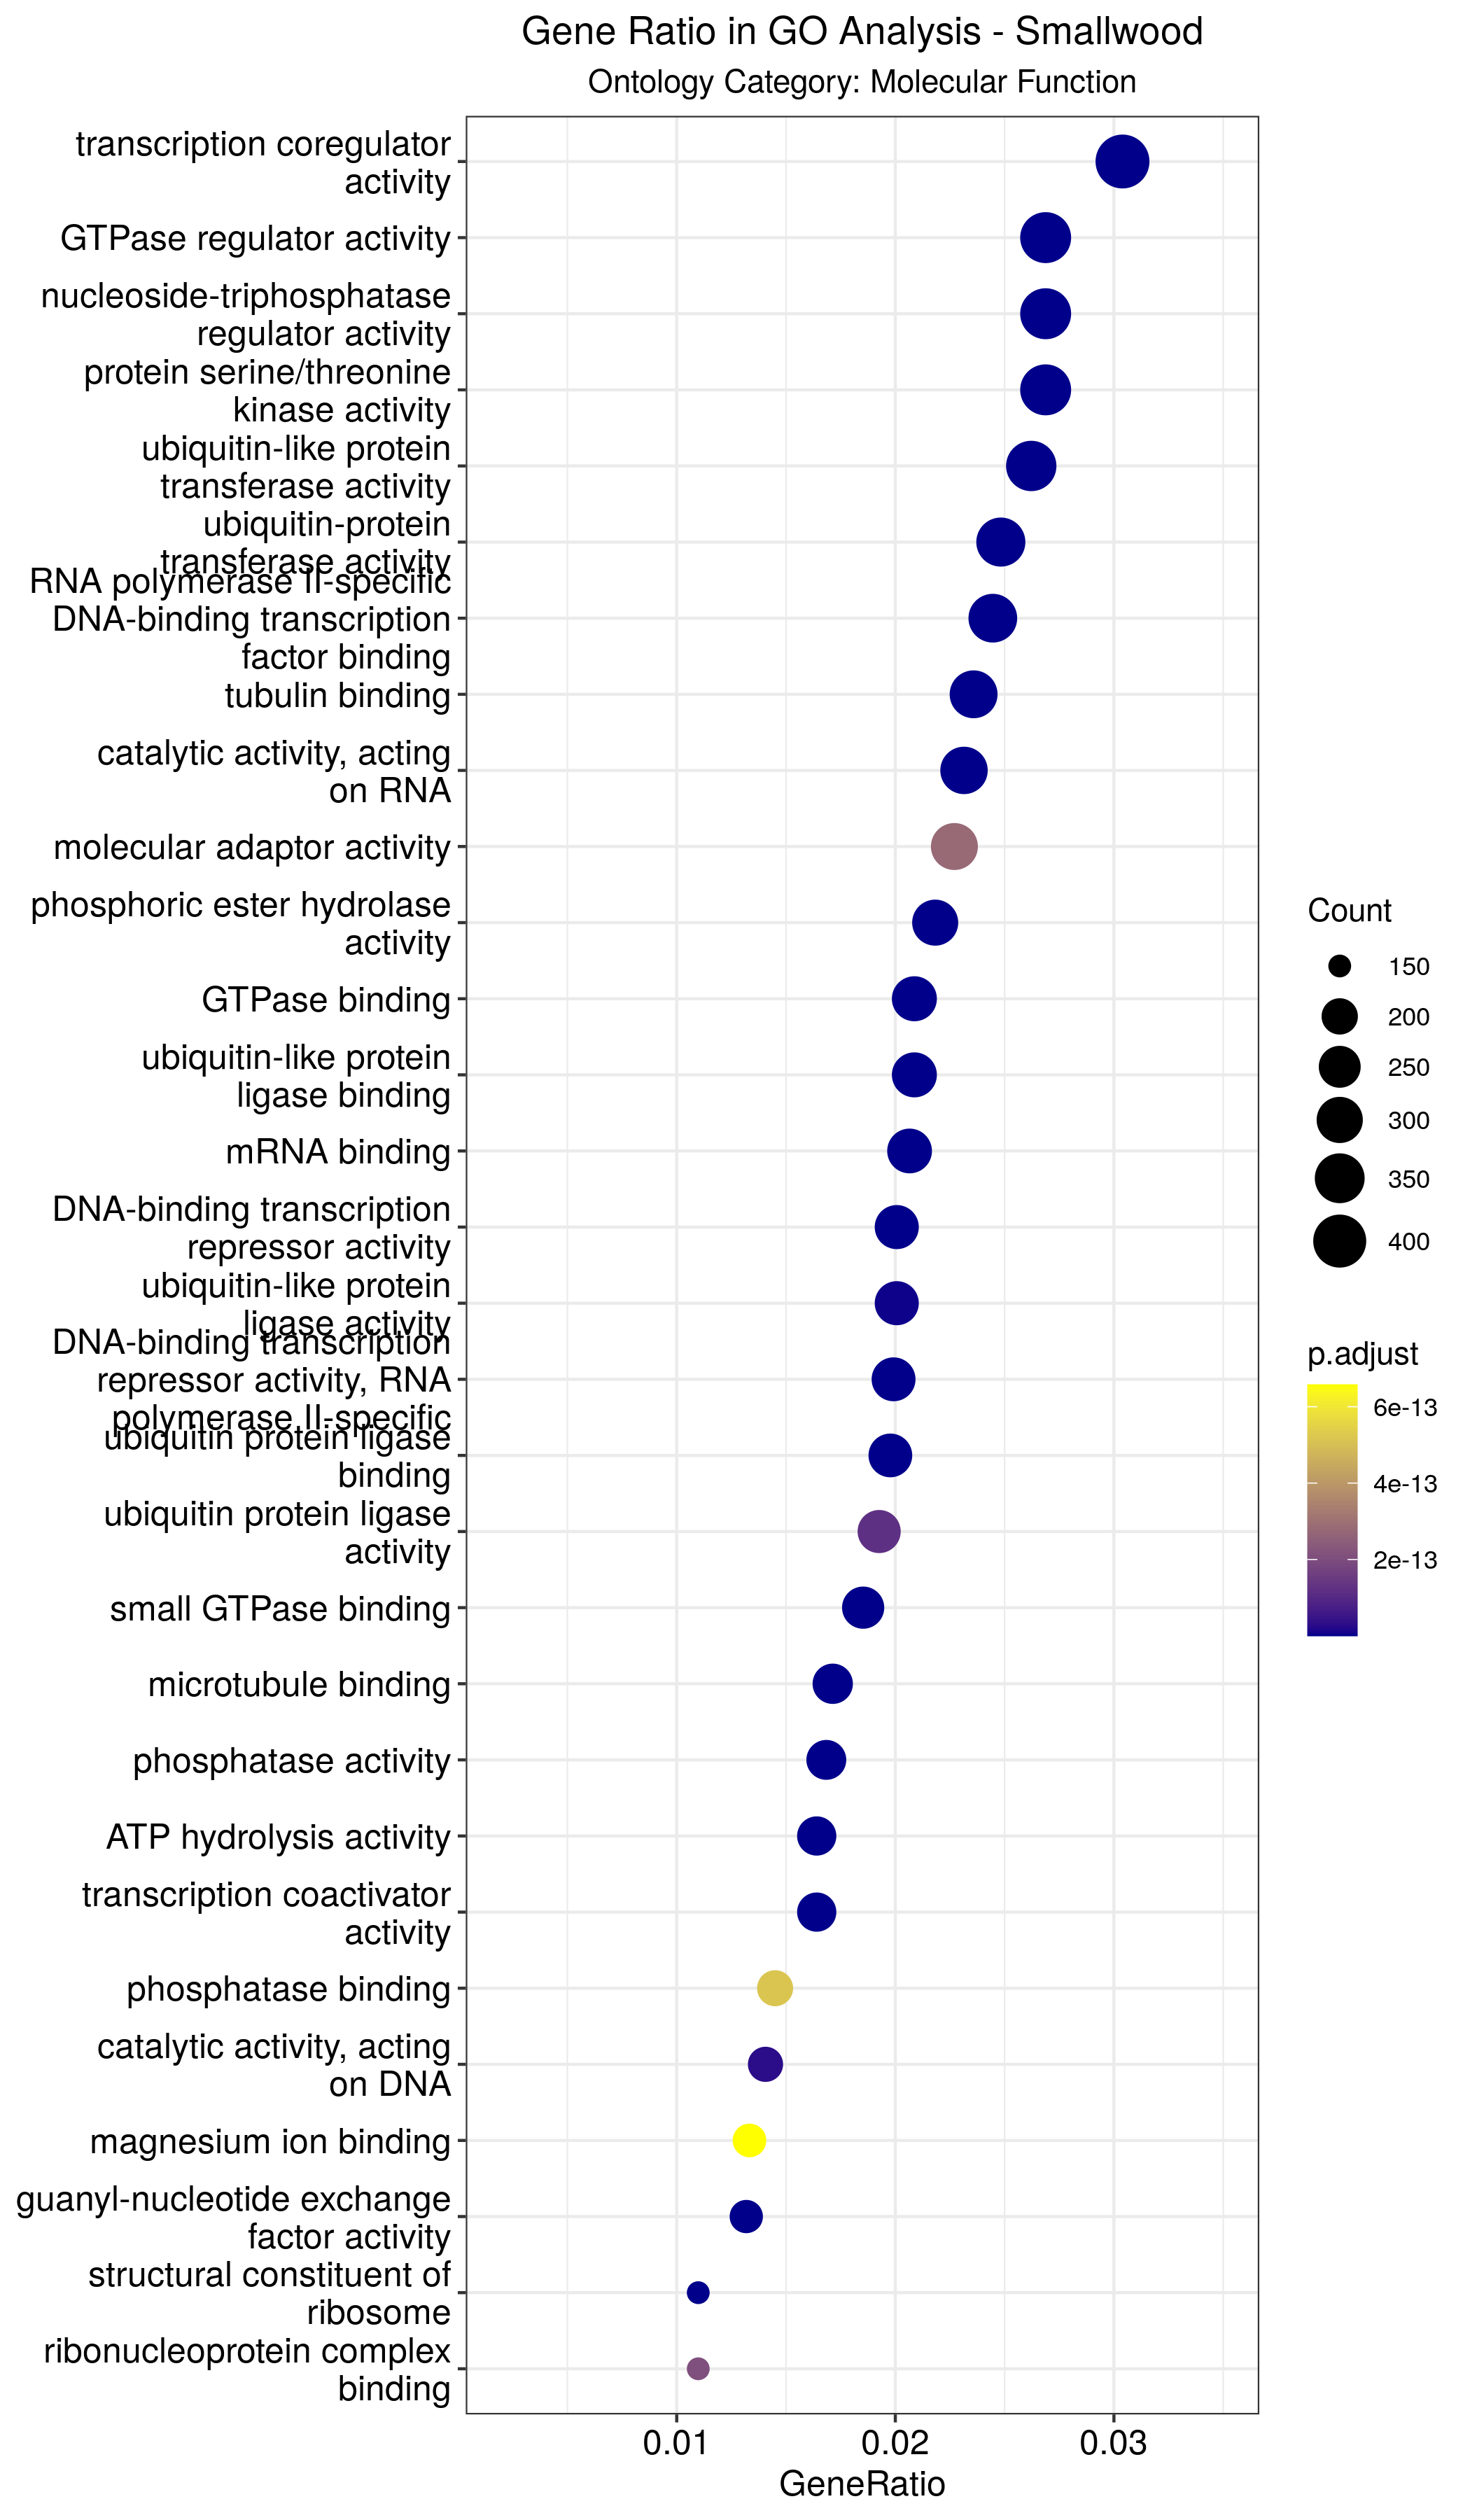 Gene Ratio in GO Analysis - Smallwood
Ontology Category: Molecular Function
transcription coregulator
activity
GTPase regulator activity
nucleoside-triphosphatase
regulator activity
protein serine/threonine
kinase activity
ubiquitin-like protein
transferase activity
ubiquitin-protein
transferase activity
RNA polymerase II-specific
DNA-binding transcription
factor binding
tubulin binding
catalytic activity, acting
on RNA
molecular adaptor activity
phosphoric ester hydrolase
activity
GTPase binding
ubiquitin-like protein
ligase binding
mRNA binding
DNA-binding transcription
repressor activity
ubiquitin-like protein
ligase activity
DNA-binding transcription
repressor activity, RNA
polymerase II-specific
ubiquitin protein ligase
binding
ubiquitin protein ligase
activity
small GTPase binding
microtubule binding
phosphatase activity
ATP hydrolysis activity
transcription coactivator
activity
phosphatase binding
catalytic activity, acting
on DNA
magnesium ion binding
guanyl-nucleotide exchange
factor activity
structural constituent of
ribosome
ribonucleoprotein complex
binding
0.01
0.02
0.03
GeneRatio
Count
150
200
250
300
350
400
p.adjust
6e-13
4e-13
2e-13